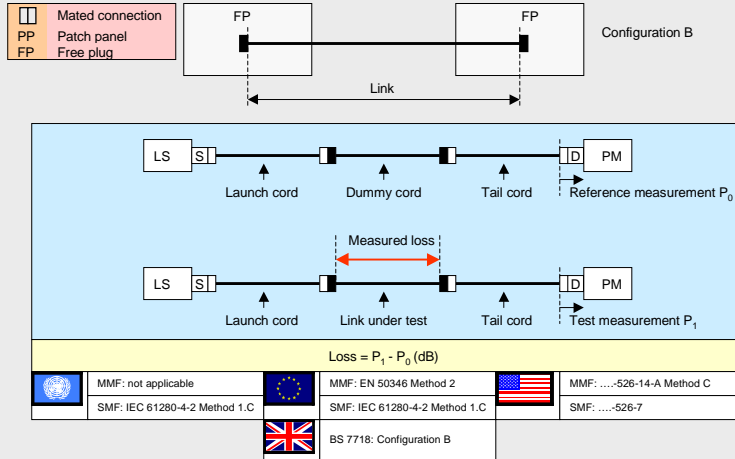 Mated connection
PP Patch panel
FP Free plug
FP FP
Configuration B
Link
LS S D PM
Launch cord Dummy cord Tail cord Reference measurement P0
Measured loss
LS S D PM
Launch cord Link under test Tail cord Test measurement P1
Loss = P1 - P0 (dB)
MMF: not applicable
SMF: IEC 61280-4-2 Method 1.C
MMF: EN 50346 Method 2
SMF: IEC 61280-4-2 Method 1.C
MMF: ....-526-14-A Method C
SMF: ....-526-7
BS 7718: Configuration B